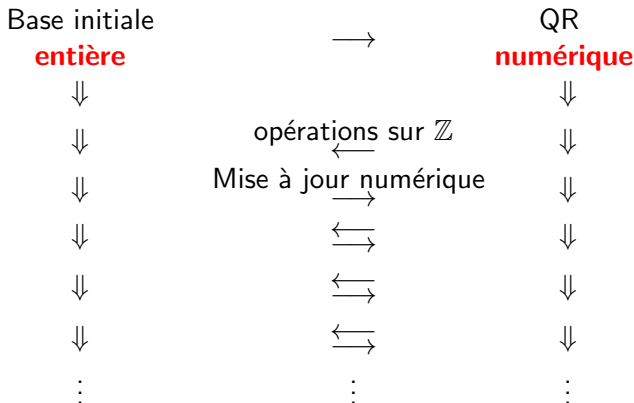 Base initiale ⟶ QR
entière numérique
⇓ ⇓
⇓ opérations sur ℤ ⇓
⟵
⇓ Mise à jour numérique ⇓
⟶
⇓ ⟵ ⟶ ⇓
⇓ ⟵ ⟶ ⇓
⇓ ⟵ ⟶ ⇓
⋮ ⋮ ⋮